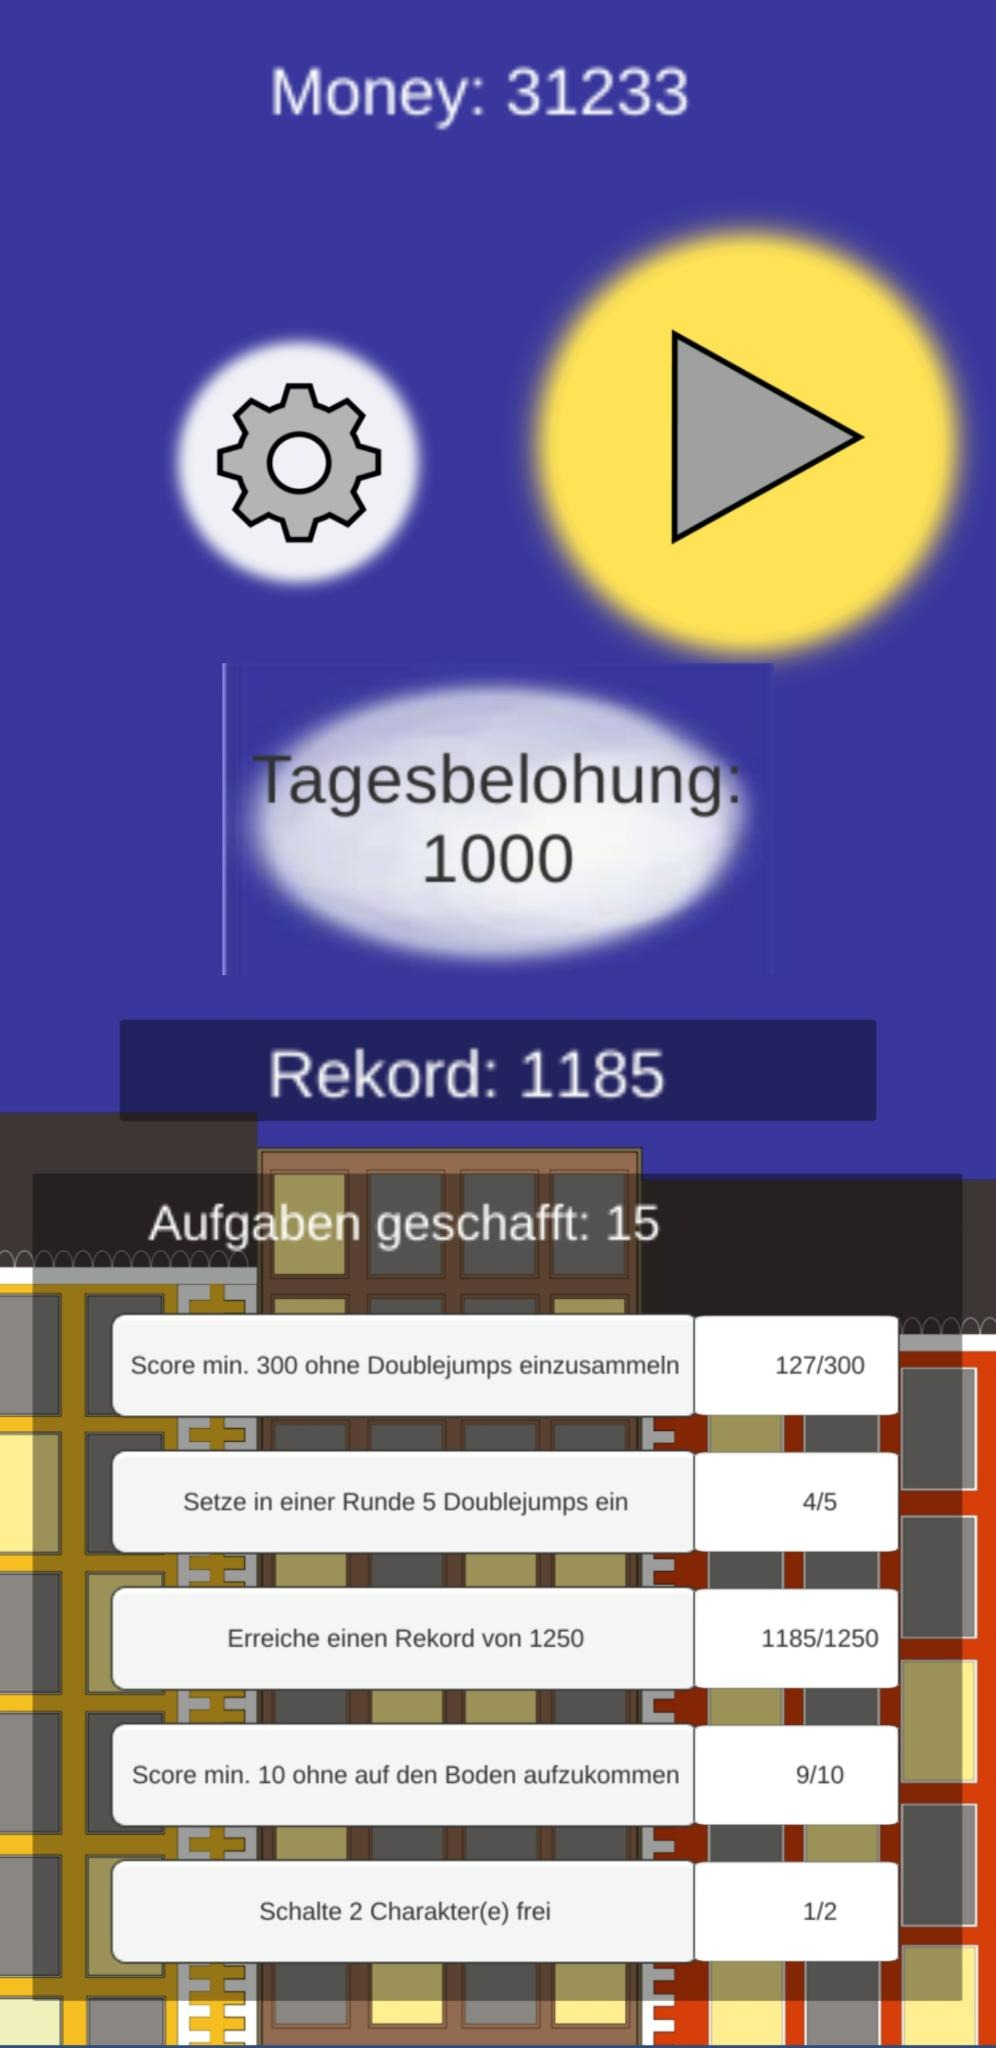 Money: 31233
Tagesbelohung:
1000
Rekord: 1185
Aufgaben geschafft: 15
Score min. 300 ohne Doublejumps einzusammeln 127/300
Setze in einer Runde 5 Doublejumps ein 4/5
Erreiche einen Rekord von 1250 1185/1250
Score min. 10 ohne auf den Boden aufzukommen 9/10
Schalte 2 Charakter(e) frei 1/2